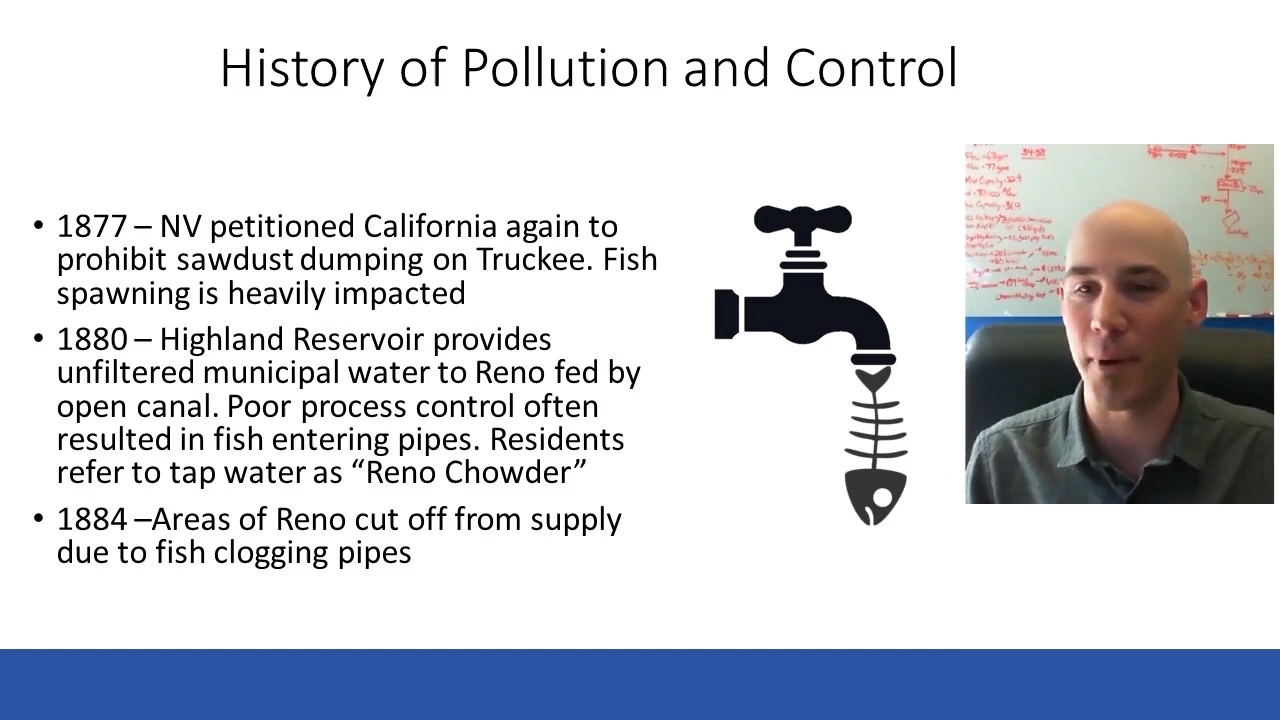 History of Pollution and Control
• 1877 – NV petitioned California again to
prohibit sawdust dumping on Truckee. Fish
spawning is heavily impacted
• 1880 – Highland Reservoir provides
unfiltered municipal water to Reno fed by
open canal. Poor process control often
resulted in fish entering pipes. Residents
refer to tap water as “Reno Chowder”
• 1884 –Areas of Reno cut off from supply
due to fish clogging pipes